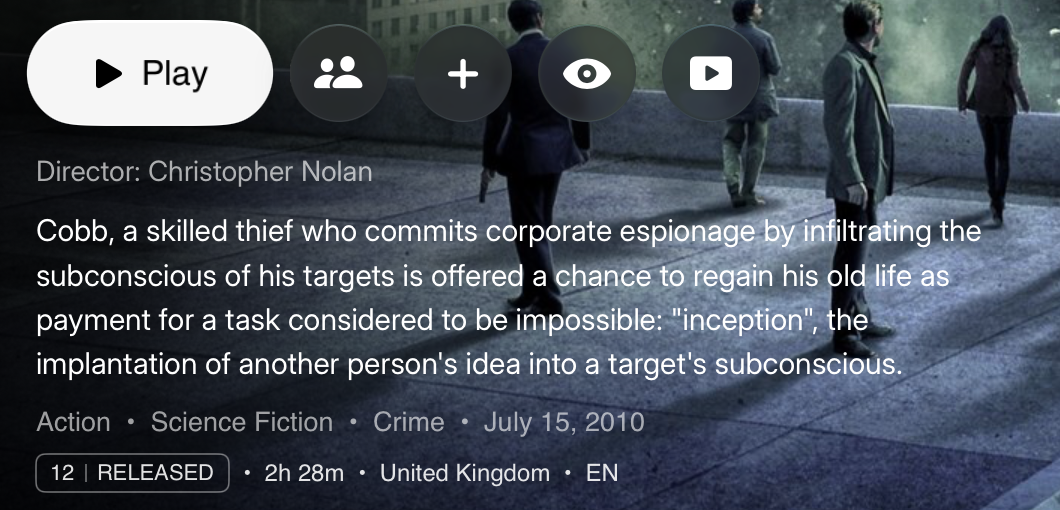 Play
Director: Christopher Nolan
Cobb, a skilled thief who commits corporate espionage by infiltrating the
subconscious of his targets is offered a chance to regain his old life as
payment for a task considered to be impossible: "inception", the
implantation of another person's idea into a target's subconscious.
Action • Science Fiction • Crime • July 15, 2010
12 | RELEASED • 2h 28m • United Kingdom • EN